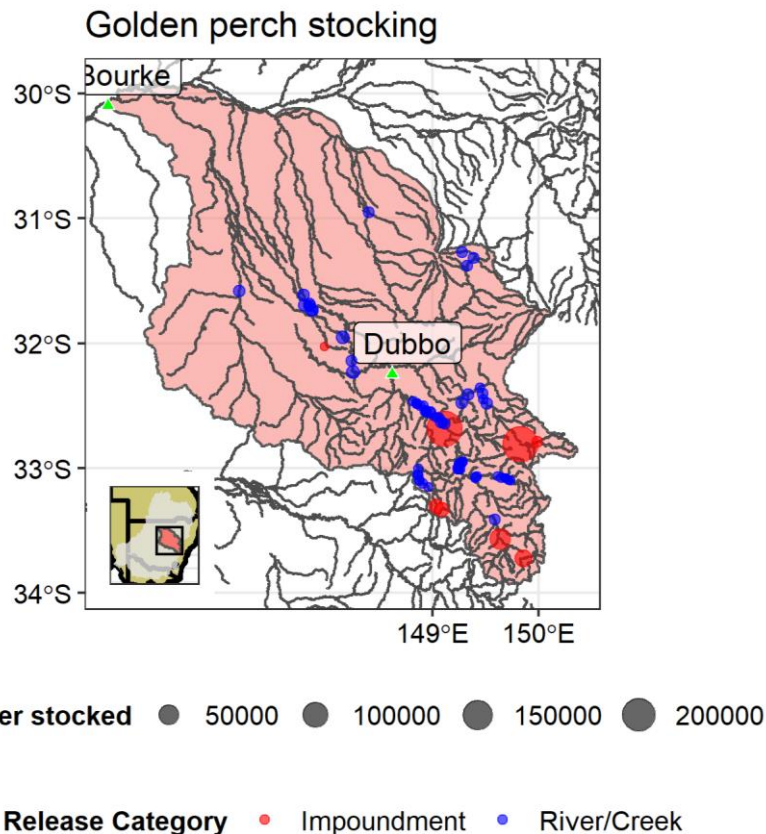 Golden perch stocking
Bourke
30°S
31°S
32°S
Dubbo
33°S
34°S
149°E 150°E
er stocked 50000 100000 150000 200000
Release Category Impoundment River/Creek